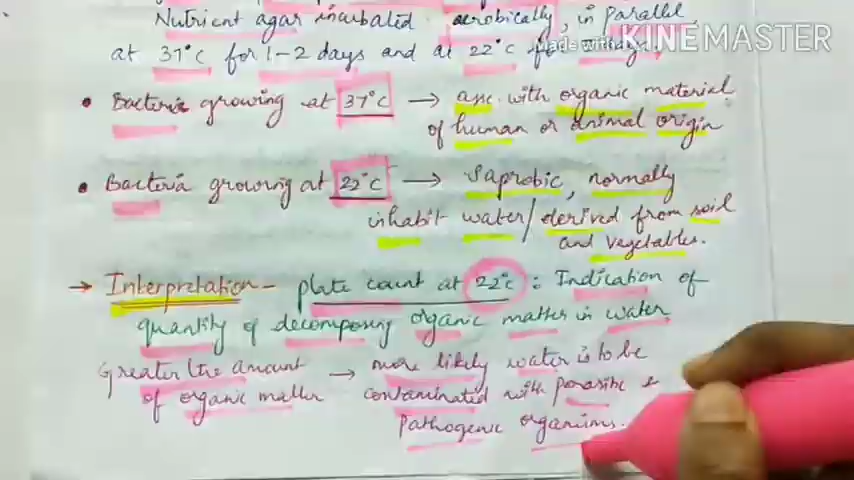 Nutrient agar incubated aerobically, in parallel
at 37°C for 1-2 days and at 22°C for
Made with KINEMASTER
• Bacteria growing at 37°C → ass. with organic material
of human or animal origin
• Bacteria growing at 22°C → Saprobic, normally
inhabit water/derived from soil
and vegetables.
→ Interpretation - plate count at 22°C : Indication of
quantity of decomposing organic matter in water
Greater the amount → more likely water is to be
of organic matter contaminated with parasitic &
pathogenic organisms.